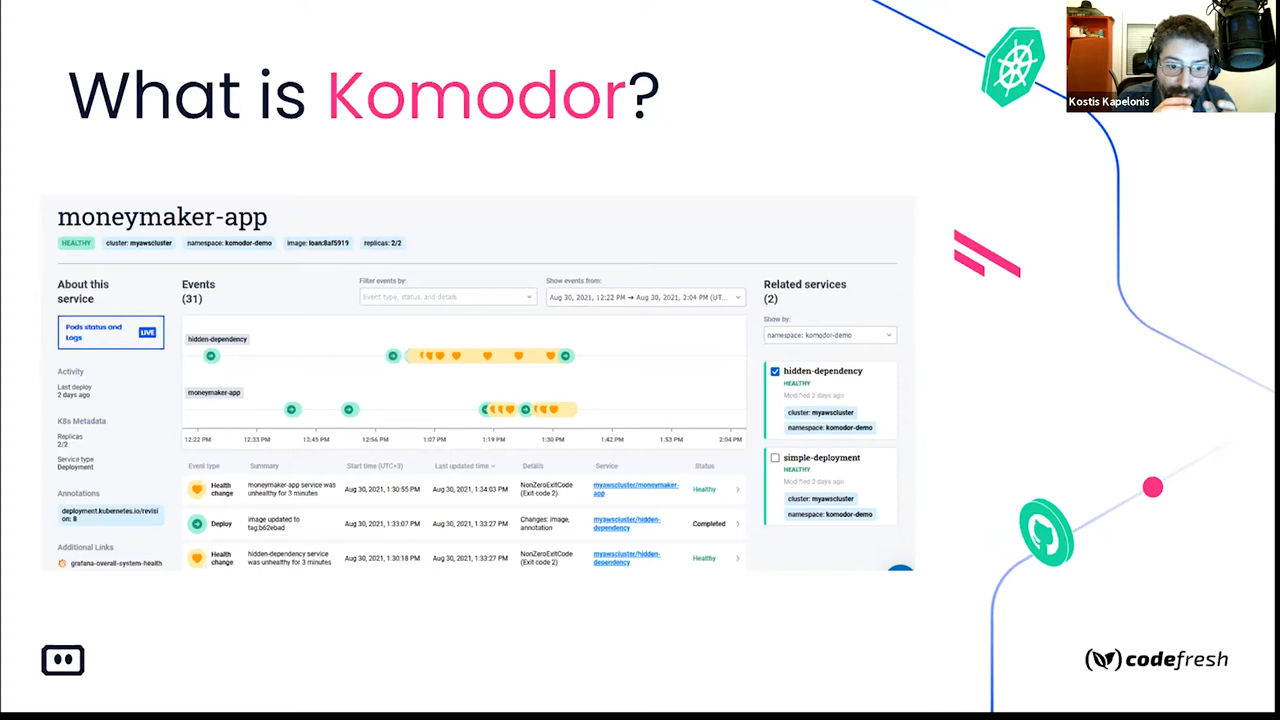 What is Komodor?
Kostis Kapelonis
moneymaker-app
HEALTHY
cluster: myawscluster
namespace: komodor-demo
image: loan:8af5919
replicas: 2/2
About this
service
Pods status and
Logs
LIVE
Activity
Last deploy
2 days ago
K8s Metadata
Replicas
2/2
Service type
Deployment
Annotations
deployment.kubernetes.io/revisi
on: 8
Additional Links
grafana-overall-system-health
Events
(31)
Filter events by:
Event type, status, and details
Show events from:
Aug 30, 2021, 12:22 PM → Aug 30, 2021, 2:04 PM (UT...
hidden-dependency
moneymaker-app
12:22 PM 12:33 PM 12:45 PM 12:56 PM 1:07 PM 1:19 PM 1:30 PM 1:42 PM 1:53 PM 2:04 PM
Event type Summary Start time (UTC+3) Last updated time Details Service Status
Health
change
moneymaker-app service was
unhealthy for 3 minutes
Aug 30, 2021, 1:30:55 PM
Aug 30, 2021, 1:34:03 PM
NonZeroExitCode
(Exit code 2)
myawscluster/moneymaker-
app
Healthy
Deploy
image updated to
tag:b62ebad
Aug 30, 2021, 1:33:07 PM
Aug 30, 2021, 1:33:27 PM
Changes: image,
annotation
myawscluster/hidden-
dependency
Completed
Health
change
hidden-dependency service
was unhealthy for 3 minutes
Aug 30, 2021, 1:30:18 PM
Aug 30, 2021, 1:33:27 PM
NonZeroExitCode
(Exit code 2)
myawscluster/hidden-
dependency
Healthy
Related services
(2)
Show by:
namespace: komodor-demo
hidden-dependency
HEALTHY
Modified 2 days ago
cluster: myawscluster
namespace: komodor-demo
simple-deployment
HEALTHY
Modified 2 days ago
cluster: myawscluster
namespace: komodor-demo
codefresh